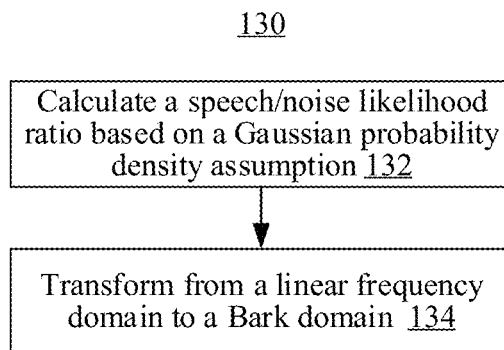 130
Calculate a speech/noise likelihood
ratio based on a Gaussian probability
density assumption 132
Transform from a linear frequency
domain to a Bark domain 134